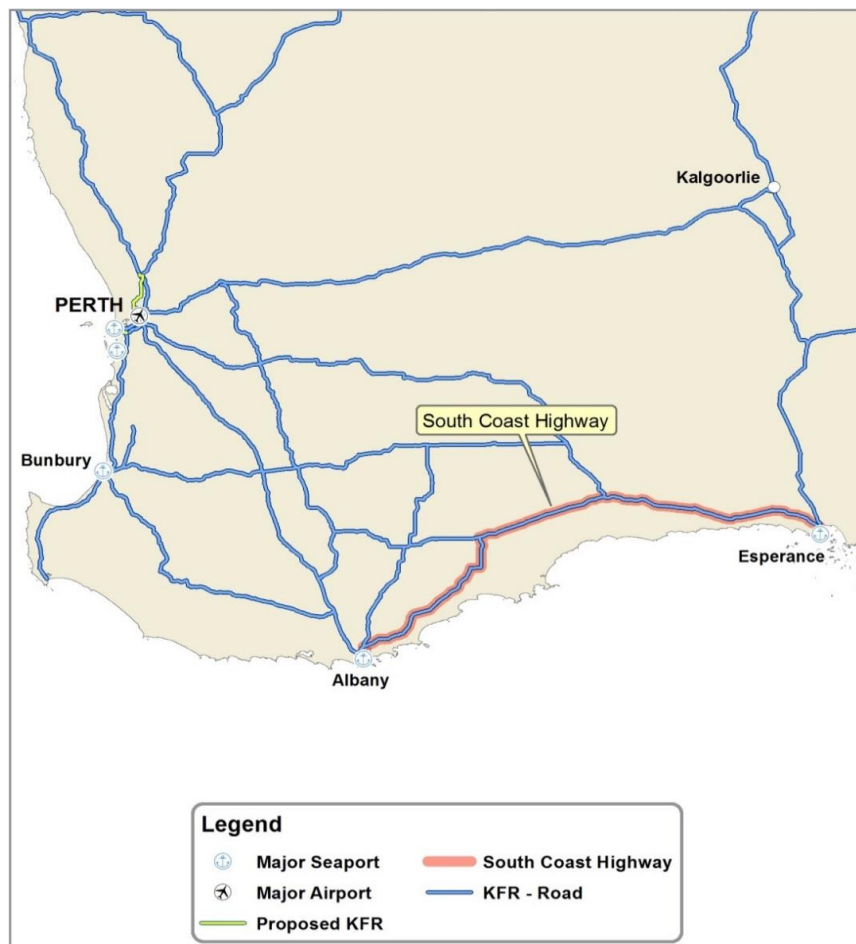 Kalgoorlie
PERTH
South Coast Highway
Bunbury
Esperance
Albany
Legend
Major Seaport
South Coast Highway
Major Airport
KFR - Road
Proposed KFR